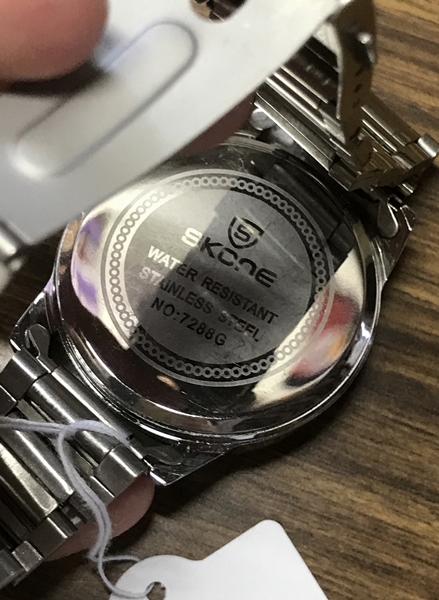 SKONE
WATER RESISTANT
STAINLESS STEEL
NO:7288G